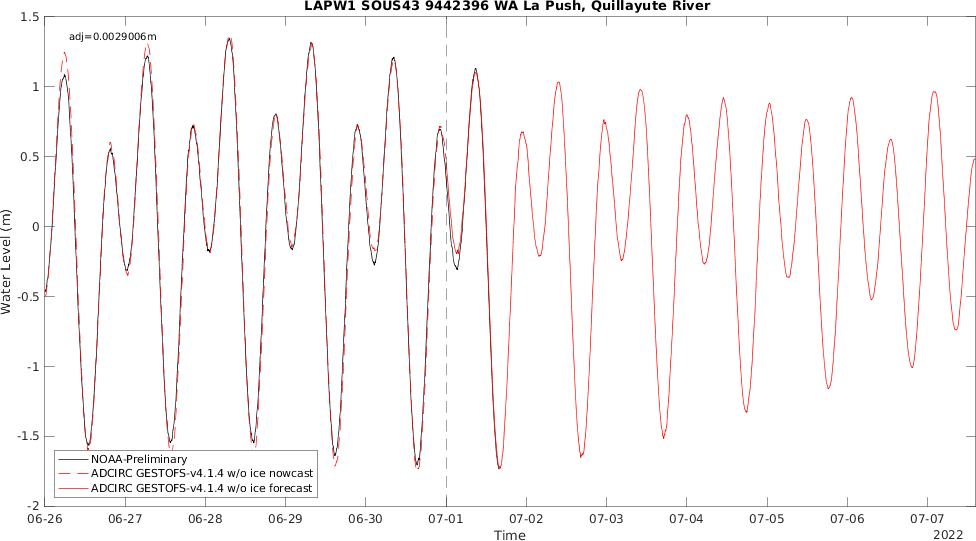 LAPW1 SOUS43 9442396 WA La Push, Quillayute River
adj=0.0029006m
1.5
1
0.5
0
-0.5
-1
-1.5
-2
Water Level (m)
NOAA-Preliminary
ADCIRC GESTOFS-v4.1.4 w/o ice nowcast
ADCIRC GESTOFS-v4.1.4 w/o ice forecast
06-26 06-27 06-28 06-29 06-30 07-01 07-02 07-03 07-04 07-05 07-06 07-07
Time
2022